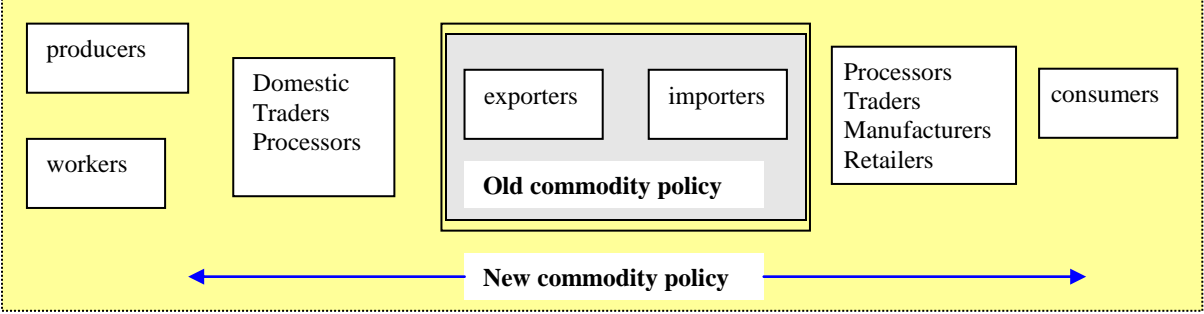 producers
workers
Domestic
Traders
Processors
exporters
importers
Old commodity policy
Processors
Traders
Manufacturers
Retailers
consumers
New commodity policy